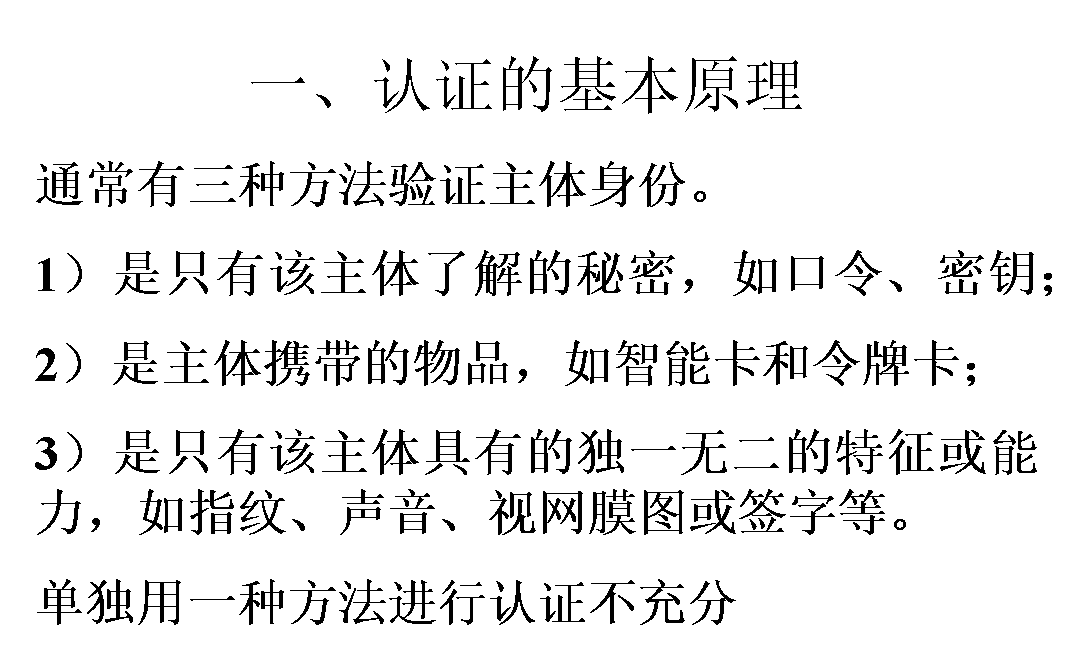 一、认证的基本原理
通常有三种方法验证主体身份。
1）是只有该主体了解的秘密，如口令、密钥；
2）是主体携带的物品，如智能卡和令牌卡；
3）是只有该主体具有的独一无二的特征或能
力，如指纹、声音、视网膜图或签字等。
单独用一种方法进行认证不充分